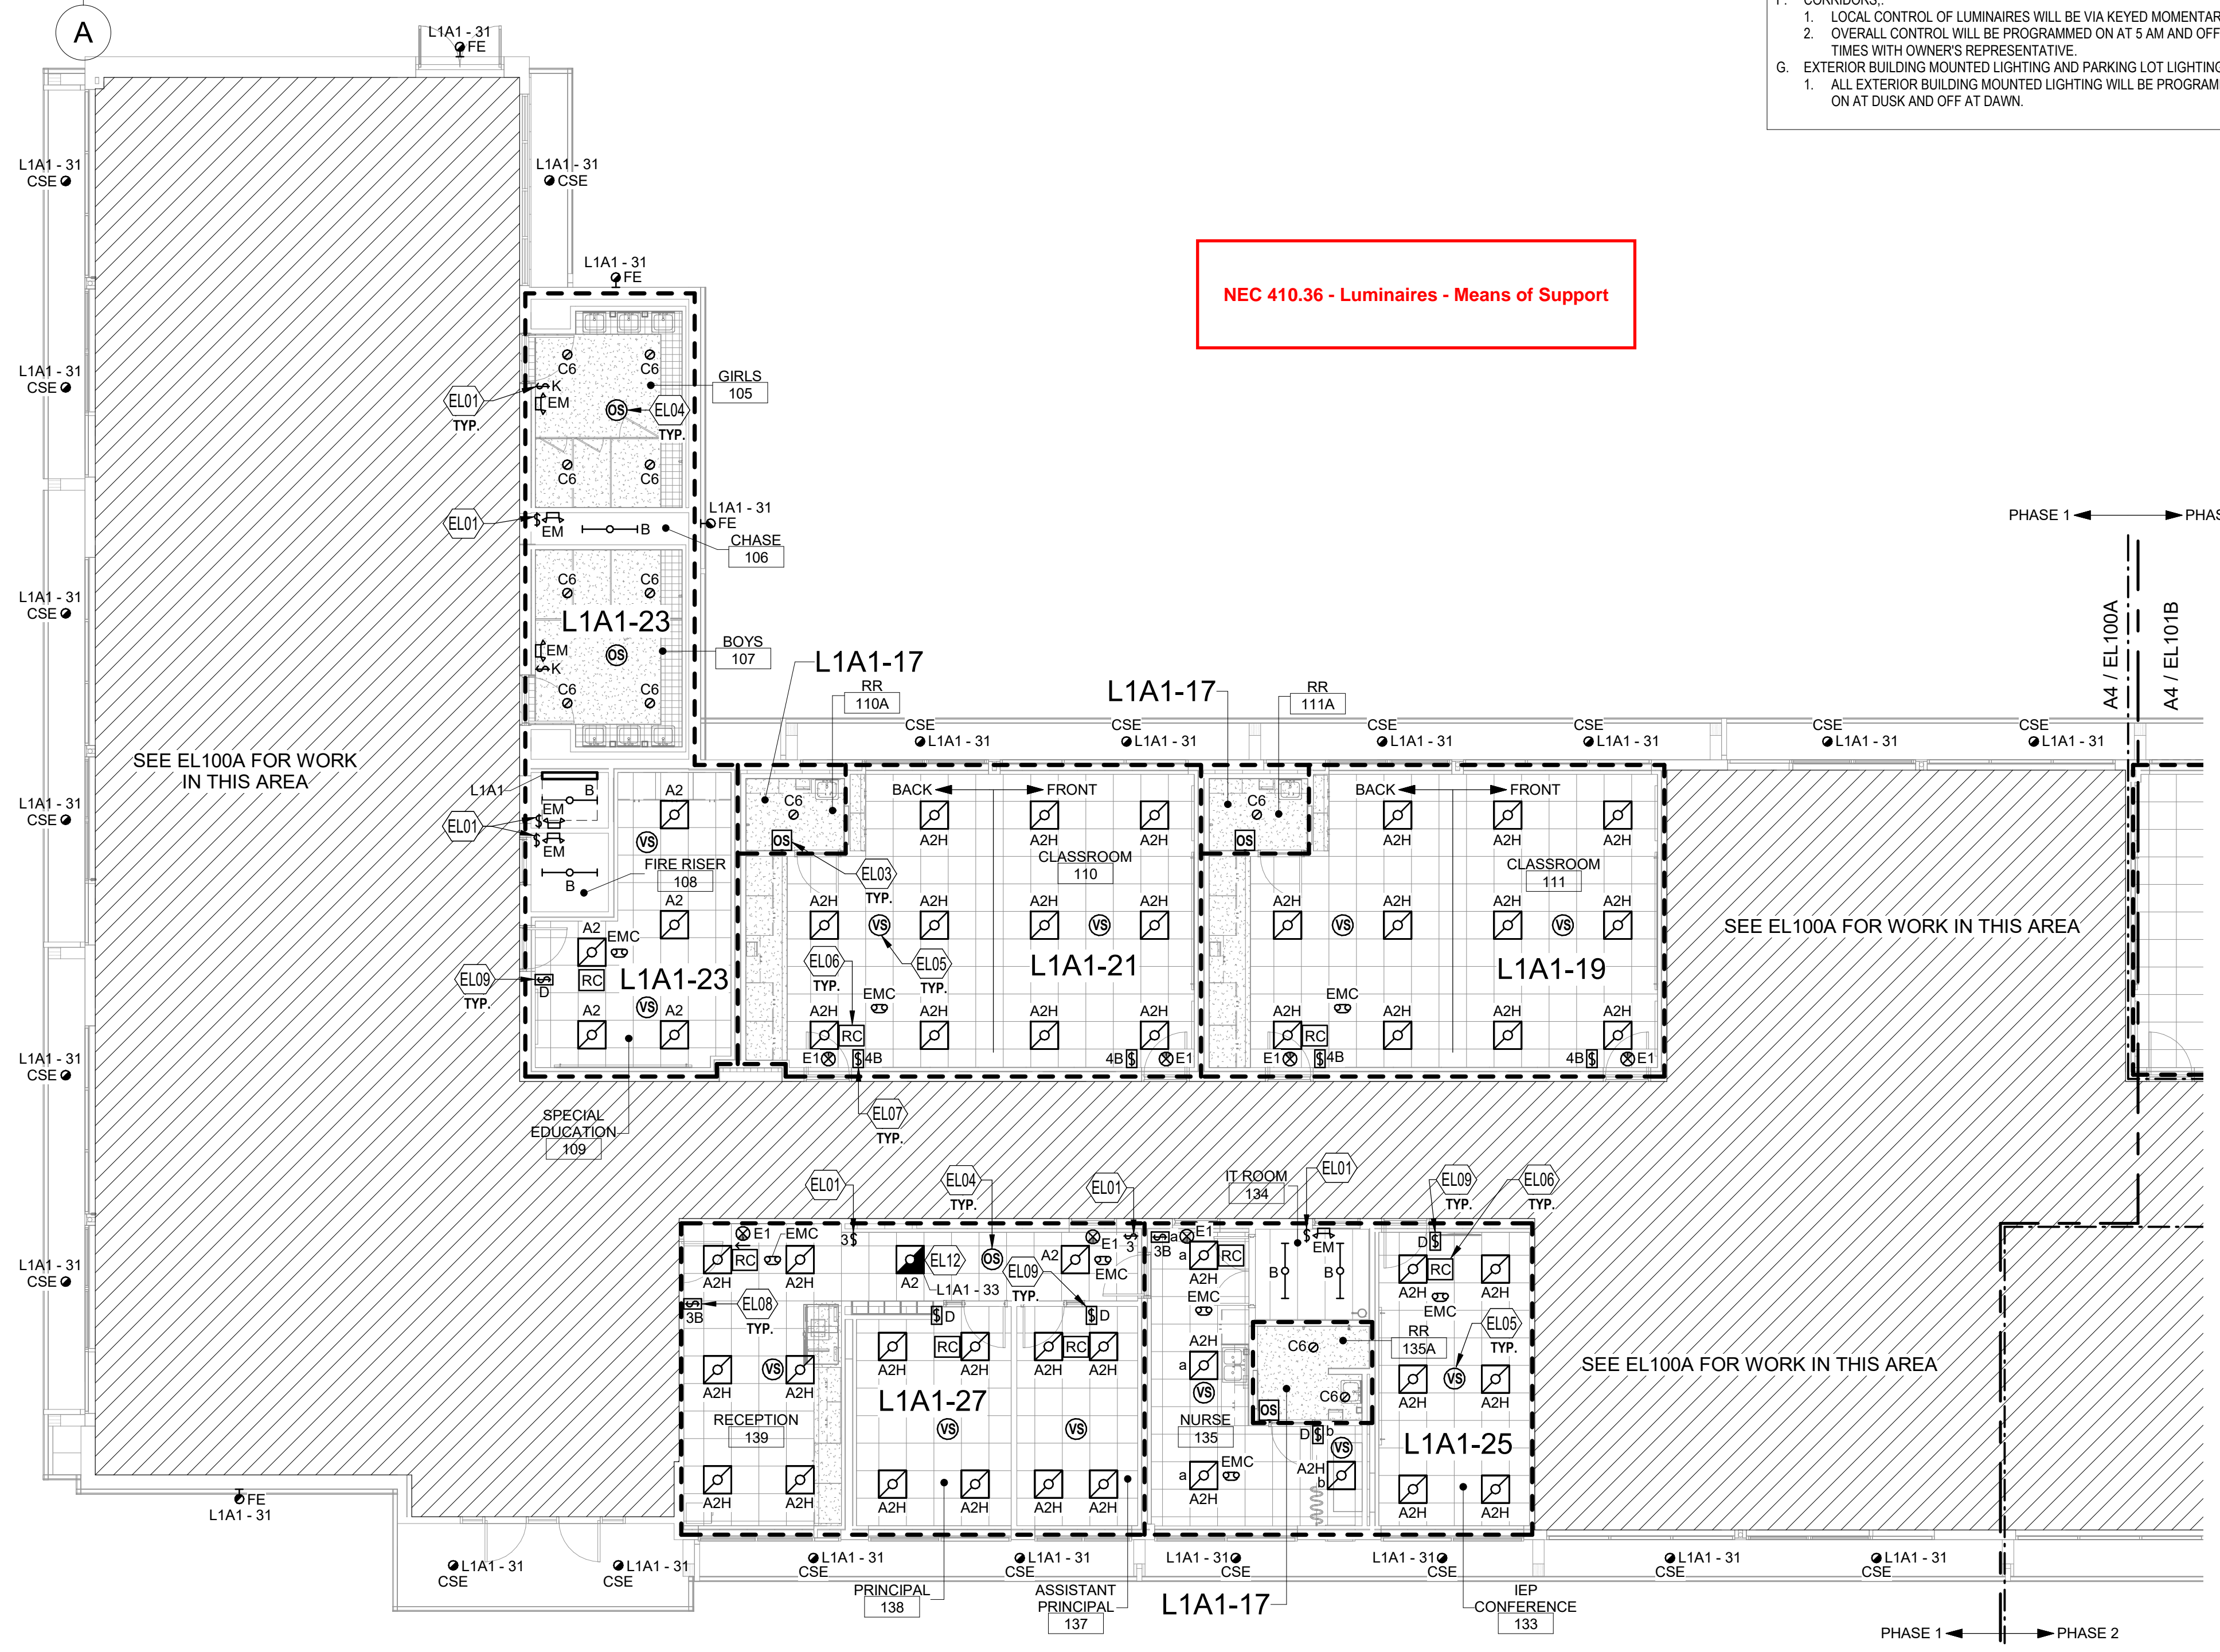 F. CORRIDORS,:
1. LOCAL CONTROL OF LUMINAIRES WILL BE VIA KEYED MOMENTAR
2. OVERALL CONTROL WILL BE PROGRAMMED ON AT 5 AM AND OFF
TIMES WITH OWNER'S REPRESENTATIVE.
G. EXTERIOR BUILDING MOUNTED LIGHTING AND PARKING LOT LIGHTING
1. ALL EXTERIOR BUILDING MOUNTED LIGHTING WILL BE PROGRAM
ON AT DUSK AND OFF AT DAWN.
A
L1A1 - 31
FE
L1A1 - 31
CSE
L1A1 - 31
CSE
L1A1 - 31
FE
NEC 410.36 - Luminaires - Means of Support
L1A1 - 31
CSE
C6 C6
GIRLS
105
EL01
TYP.
K
EM
OS
EL04
TYP.
C6 C6
EL01
$
EM
B
L1A1 - 31
FE
CHASE
106
PHASE 1 PHAS
A4 / EL100A
A4 / EL101B
L1A1 - 31
CSE
C6 C6
L1A1-23
EM
K
OS
BOYS
107
C6 C6
L1A1-17
RR
110A
L1A1-17
RR
111A
CSE
L1A1 - 31
CSE
L1A1 - 31
CSE
L1A1 - 31
CSE
L1A1 - 31
CSE
L1A1 - 31
CSE
L1A1 - 31
SEE EL100A FOR WORK
IN THIS AREA
L1A1
B
A2
L1A1 - 31
CSE
EL01
EM
$
$
EM
VS
B
FIRE RISER
108
C6
OS
EL03
TYP.
BACK FRONT
A2H A2H A2H
CLASSROOM
110
C6
OS
BACK FRONT
A2H A2H A2H
CLASSROOM
111
A2
A2
EMC
RC
L1A1-23
EL09
TYP.
$
D
VS
A2 A2
A2H A2H A2H A2H
VS VS
EL06
TYP.
EL05
TYP.
L1A1-21
EMC
A2H A2H A2H A2H
RC
E1
$ 4B
4B $
E1
A2H A2H A2H A2H
VS VS
L1A1-19
EMC
A2H A2H A2H A2H
RC
E1
$ 4B
4B $
E1
SEE EL100A FOR WORK IN THIS AREA
L1A1 - 31
CSE
EL07
TYP.
SPECIAL
EDUCATION
109
EL01
EL04
TYP.
EL01
IT ROOM
134
EL01
EL09
TYP.
EL06
TYP.
L1A1 - 31
CSE
E1
EMC
RC
A2H A2H
3$
A2
EL12
L1A1 - 33
OS
EL09
TYP.
A2
E1
EMC
3
3B
a
E1
a
RC
A2H
$
EM
B B
D $
RC
A2H A2H
EMC
3B
EL08
TYP.
$ D
$ D
EMC
RC
A2H A2H
RC
A2H A2H
A2H
a
VS
C6
RR
135A
EL05
TYP.
VS
A2H A2H
VS
A2H A2H
L1A1-27
C6
OS
A2H A2H
SEE EL100A FOR WORK IN THIS AREA
RECEPTION
139
VS
VS
NURSE
135
D $ b
VS
L1A1-25
A2H A2H
A2H A2H
A2H A2H
a
EMC
A2H
A2H
b
A2H A2H
FE
L1A1 - 31
L1A1 - 31
CSE
L1A1 - 31
CSE
L1A1 - 31
CSE
L1A1 - 31
CSE
L1A1 - 31
CSE
L1A1 - 31
CSE
L1A1 - 31
CSE
L1A1 - 31
CSE
PRINCIPAL
138
ASSISTANT
PRINCIPAL
137
L1A1-17
IEP
CONFERENCE
133
PHASE 1 PHASE 2